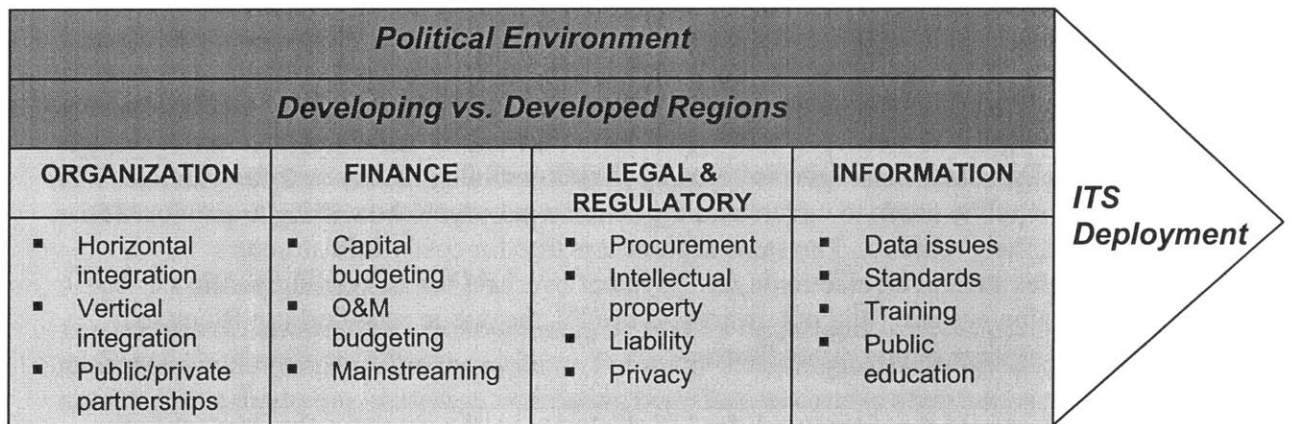 Political Environment
Developing vs. Developed Regions
ORGANIZATION
FINANCE
LEGAL &
REGULATORY
INFORMATION
▪ Horizontal
integration
▪ Vertical
integration
▪ Public/private
partnerships
▪ Capital
budgeting
▪ O&M
budgeting
▪ Mainstreaming
▪ Procurement
▪ Intellectual
property
▪ Liability
▪ Privacy
▪ Data issues
▪ Standards
▪ Training
▪ Public
education
ITS
Deployment